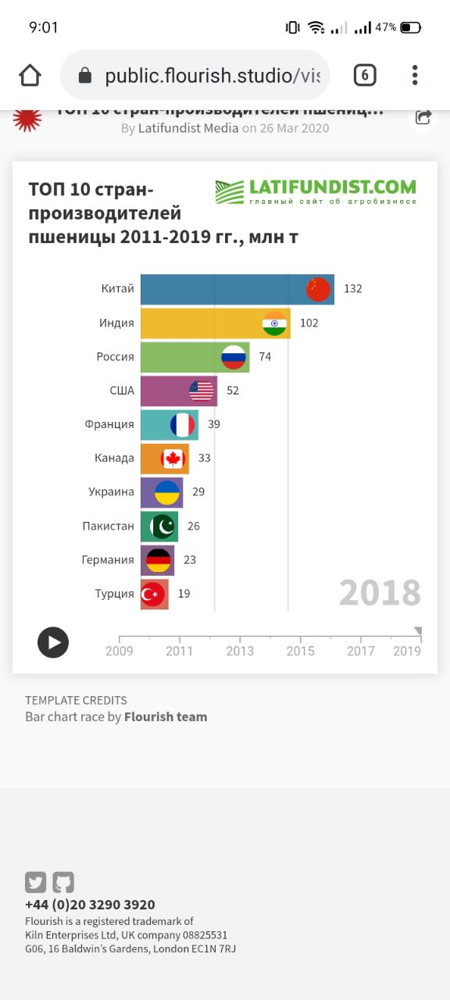 9:01
47%
public.flourish.studio/vis
6
ТОП 10 стран-производителей пшениц...
By Latifundist Media on 26 Mar 2020
ТОП 10 стран-
производителей
пшеницы 2011-2019 гг., млн т
LATIFUNDIST.COM
главный сайт об агробизнесе
Китай 132
Индия 102
Россия 74
США 52
Франция 39
Канада 33
Украина 29
Пакистан 26
Германия 23
Турция 19
2018
2009 2011 2013 2015 2017 2019
TEMPLATE CREDITS
Bar chart race by Flourish team
+44 (0)20 3290 3920
Flourish is a registered trademark of
Kiln Enterprises Ltd, UK company 08825531
G06, 16 Baldwin's Gardens, London EC1N 7RJ